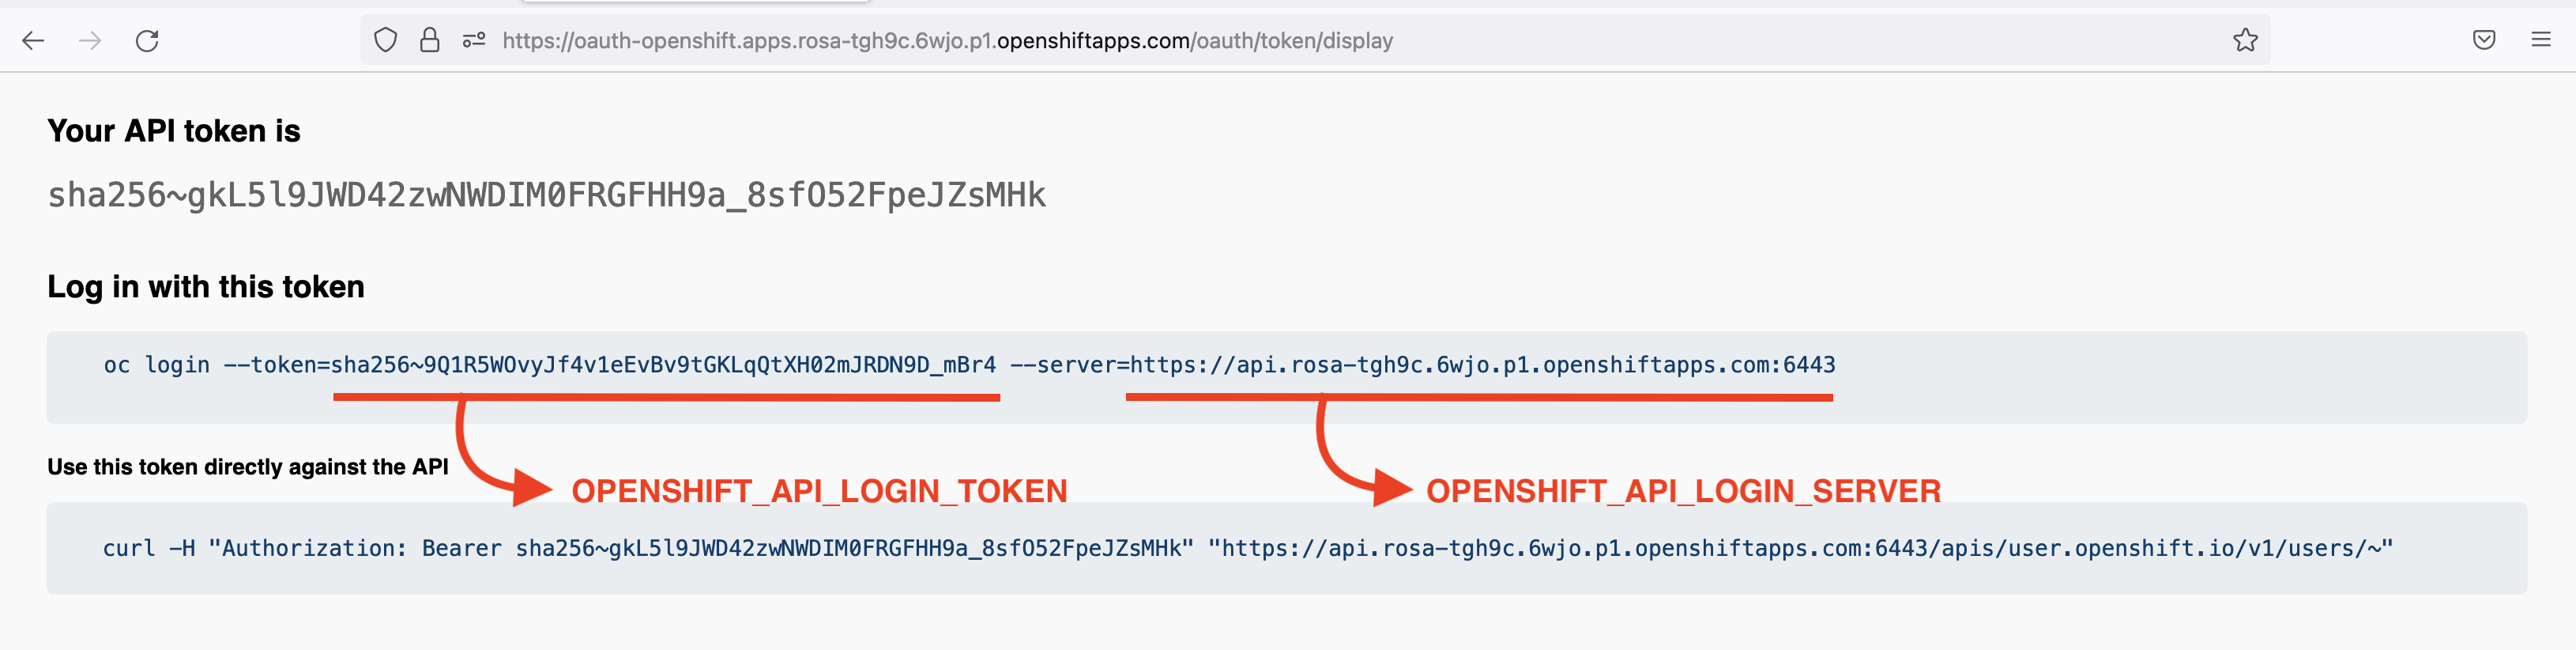 https://oauth-openshift.apps.rosa-tgh9c.6wjo.p1.openshiftapps.com/oauth/token/display
Your API token is
sha256~gkL5l9JWD42zwNWDIM0FRGFHH9a_8sfO52FpeJZsMHk
Log in with this token
oc login --token=sha256~9Q1R5WOvyJf4v1eEvBv9tGKLqQtXH02mJRDN9D_mBr4 --server=https://api.rosa-tgh9c.6wjo.p1.openshiftapps.com:6443
Use this token directly against the API
OPENSHIFT_API_LOGIN_TOKEN
OPENSHIFT_API_LOGIN_SERVER
curl -H "Authorization: Bearer sha256~gkL5l9JWD42zwNWDIM0FRGFHH9a_8sfO52FpeJZsMHk" "https://api.rosa-tgh9c.6wjo.p1.openshiftapps.com:6443/apis/user.openshift.io/v1/users/~"